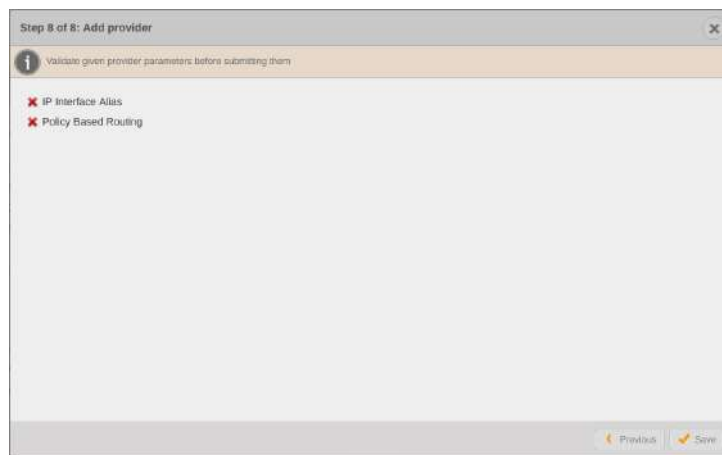 Step 8 of 8: Add provider
Validate given provider parameters before submitting them
IP Interface Alias
Policy Based Routing
Previous
Save